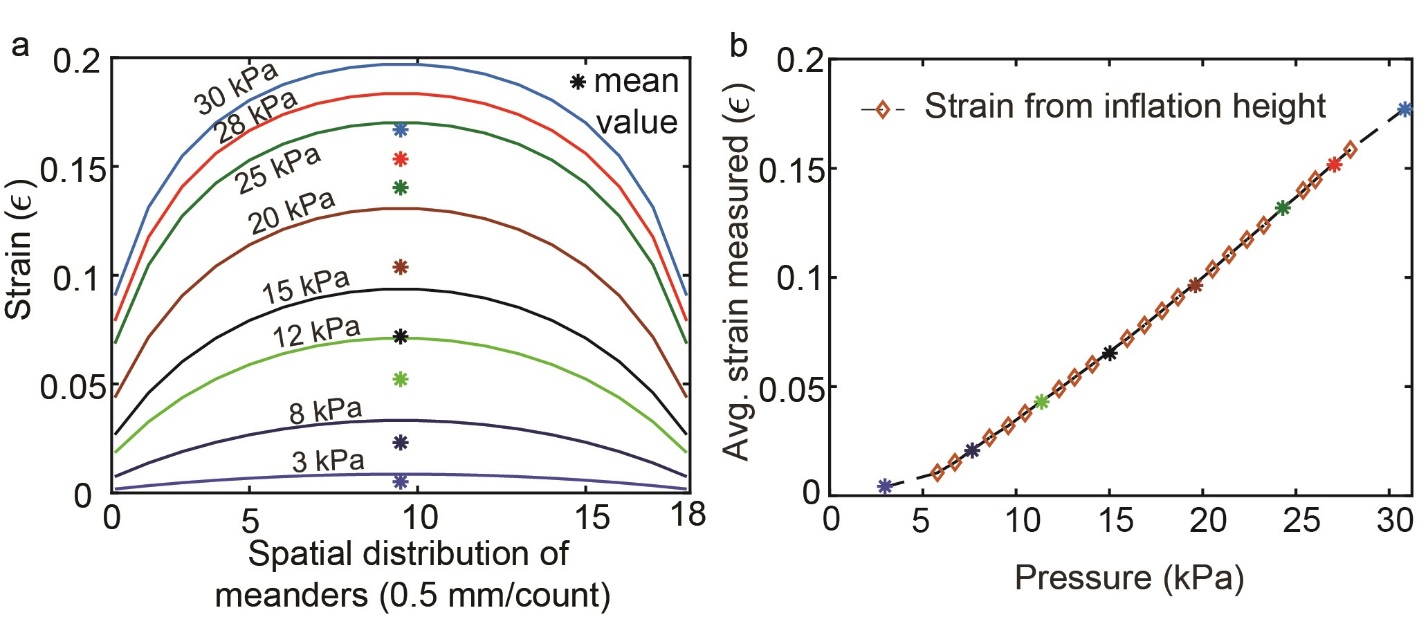 a
0.2
0.15
0.1
0.05
0
Strain (ϵ)
30 kPa
28 kPa
25 kPa
20 kPa
15 kPa
12 kPa
8 kPa
3 kPa
* mean
value
0 5 10 15 18
Spatial distribution of
meanders (0.5 mm/count)
b
0.2
0.15
0.1
0.05
0
Avg. strain measured (ϵ)
Strain from inflation height
0 5 10 15 20 25 30
Pressure (kPa)